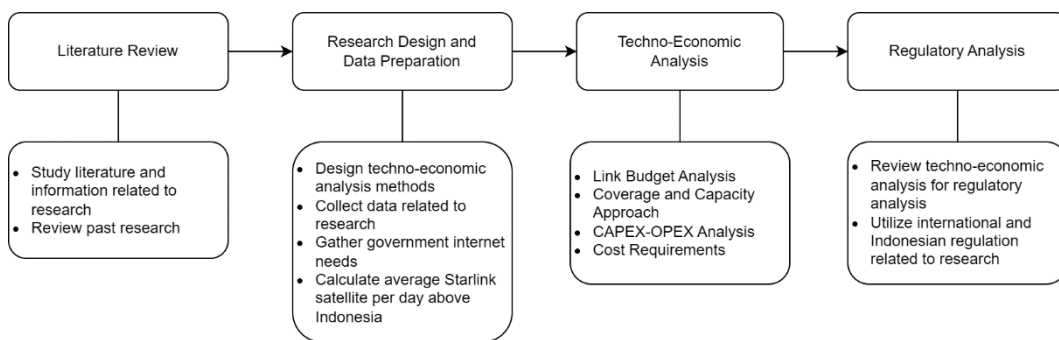 Literature Review
Research Design and
Data Preparation
Techno-Economic
Analysis
Regulatory Analysis
• Study literature and
information related to
research
• Review past research
• Design techno-economic
analysis methods
• Collect data related to
research
• Gather government internet
needs
• Calculate average Starlink
satellite per day above
Indonesia
• Link Budget Analysis
• Coverage and Capacity
Approach
• CAPEX-OPEX Analysis
• Cost Requirements
• Review techno-economic
analysis for regulatory
analysis
• Utilize international and
Indonesian regulation
related to research